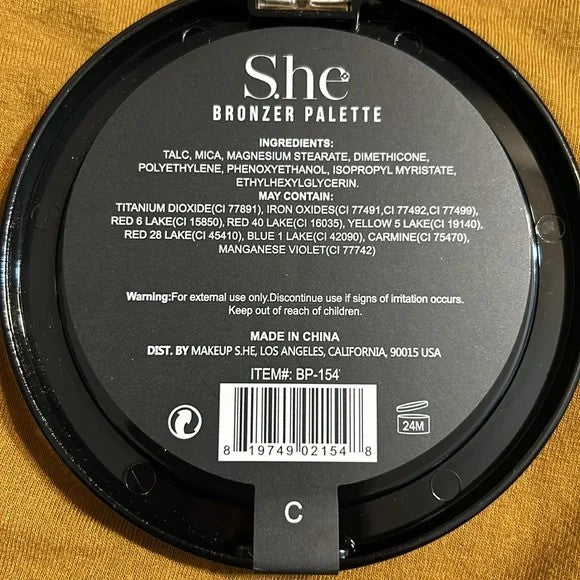 S.he
BRONZER PALETTE
INGREDIENTS:
TALC, MICA, MAGNESIUM STEARATE, DIMETHICONE,
POLYETHYLENE, PHENOXYETHANOL, ISOPROPYL MYRISTATE,
ETHYLHEXYLGLYCERIN.
MAY CONTAIN:
TITANIUM DIOXIDE(CI 77891), IRON OXIDES(CI 77491,CI 77492,CI 77499),
RED 6 LAKE(CI 15850), RED 40 LAKE(CI 16035), YELLOW 5 LAKE(CI 19140),
RED 28 LAKE(CI 45410), BLUE 1 LAKE(CI 42090), CARMINE(CI 75470),
MANGANESE VIOLET(CI 77742)
Warning:For external use only.Discontinue use if signs of irritation occurs.
Keep out of reach of children.
MADE IN CHINA
DIST. BY MAKEUP S.HE, LOS ANGELES, CALIFORNIA, 90015 USA
ITEM#: BP-154
8 19749 02154 8
24M
C